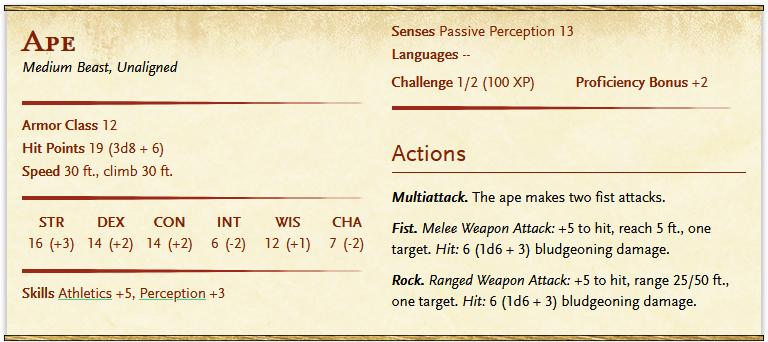 Ape
Medium Beast, Unaligned
Armor Class 12
Hit Points 19 (3d8 + 6)
Speed 30 ft., climb 30 ft.
STR DEX CON INT WIS CHA
16 (+3) 14 (+2) 14 (+2) 6 (-2) 12 (+1) 7 (-2)
Skills Athletics +5, Perception +3
Senses Passive Perception 13
Languages --
Challenge 1/2 (100 XP) Proficiency Bonus +2
Actions
Multiattack. The ape makes two fist attacks.
Fist. Melee Weapon Attack: +5 to hit, reach 5 ft., one
target. Hit: 6 (1d6 + 3) bludgeoning damage.
Rock. Ranged Weapon Attack: +5 to hit, range 25/50 ft.,
one target. Hit: 6 (1d6 + 3) bludgeoning damage.